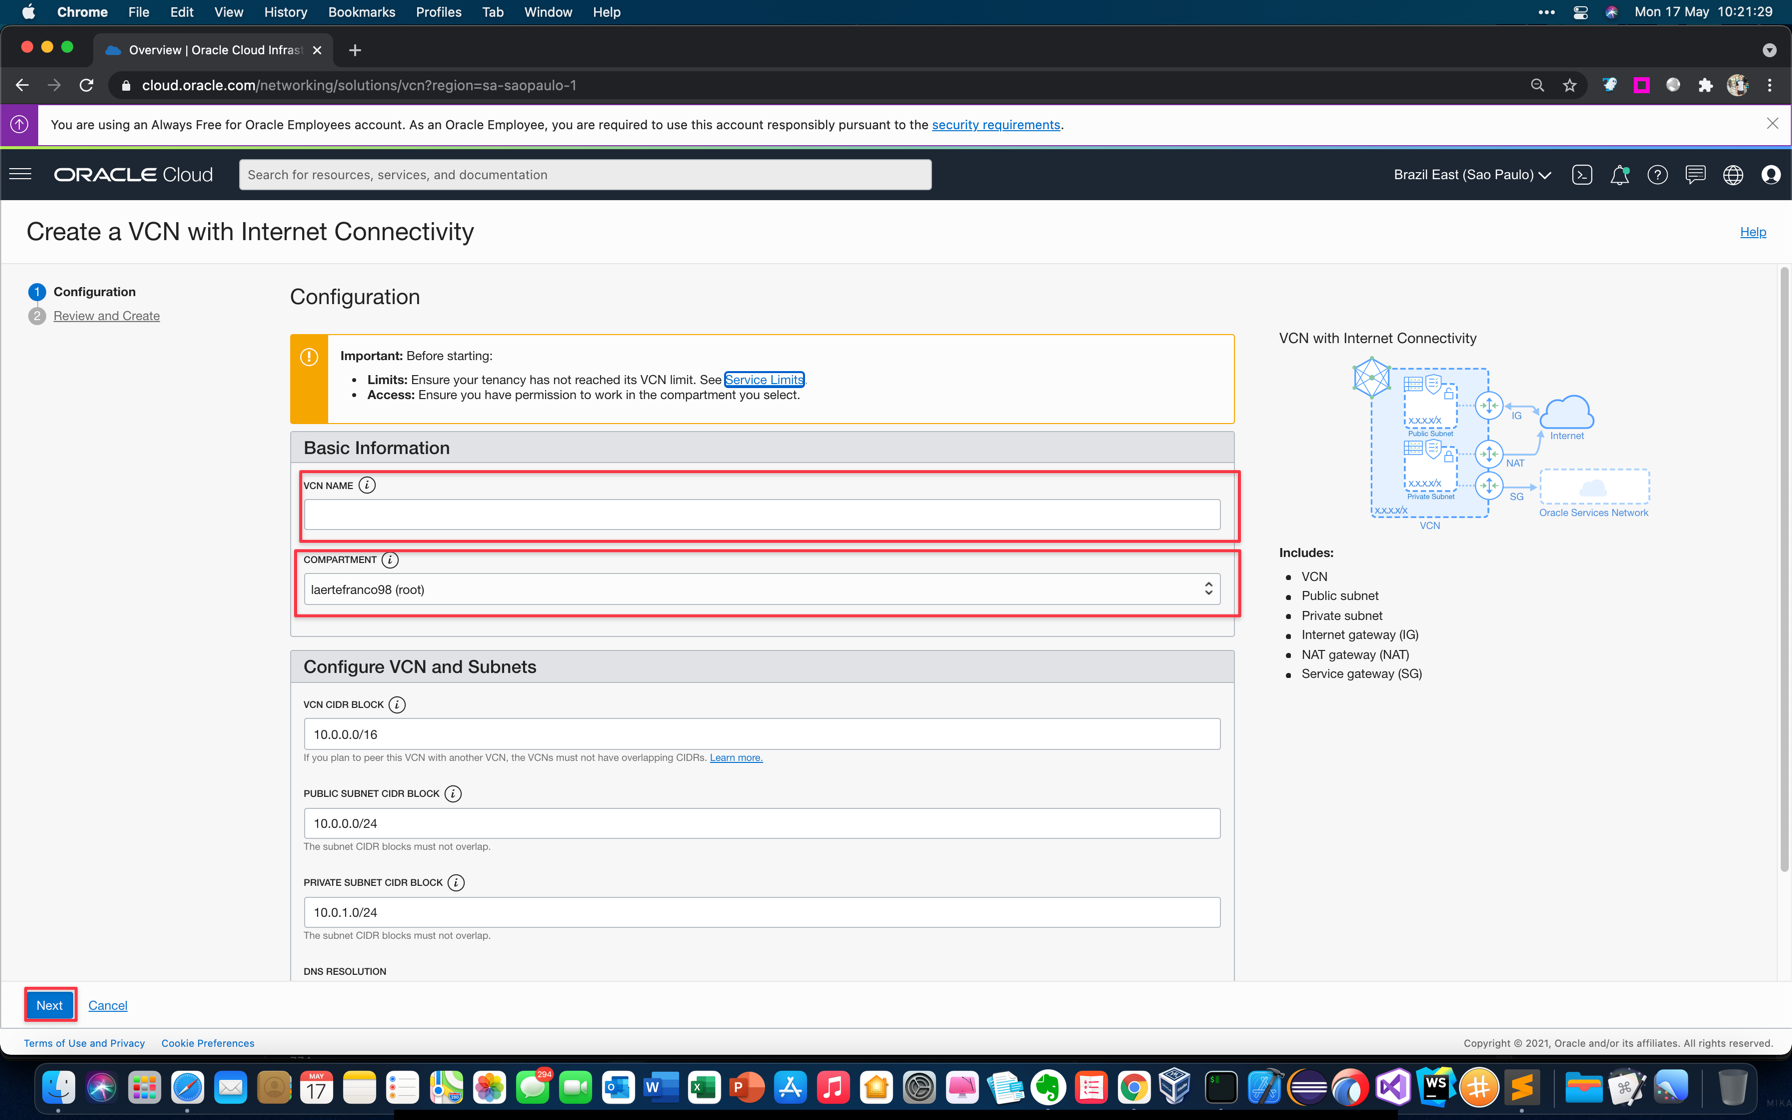 Chrome File Edit View History Bookmarks Profiles Tab Window Help
Mon 17 May 10:21:29
Overview | Oracle Cloud Infras
cloud.oracle.com/networking/solutions/vcn?region=sa-saopaulo-1
You are using an Always Free for Oracle Employees account. As an Oracle Employee, you are required to use this account responsibly pursuant to the security requirements.
ORACLE Cloud
Search for resources, services, and documentation
Brazil East (Sao Paulo)
Create a VCN with Internet Connectivity
Help
1 Configuration
2 Review and Create
Configuration
Important: Before starting:
• Limits: Ensure your tenancy has not reached its VCN limit. See Service Limits.
• Access: Ensure you have permission to work in the compartment you select.
Basic Information
VCN NAME i
COMPARTMENT i
laertefranco98 (root)
Configure VCN and Subnets
VCN CIDR BLOCK i
10.0.0.0/16
If you plan to peer this VCN with another VCN, the VCNs must not have overlapping CIDRs. Learn more.
PUBLIC SUBNET CIDR BLOCK i
10.0.0.0/24
The subnet CIDR blocks must not overlap.
PRIVATE SUBNET CIDR BLOCK i
10.0.1.0/24
The subnet CIDR blocks must not overlap.
DNS RESOLUTION
VCN with Internet Connectivity
x.x.x.x/x
Public Subnet
IG
Internet
NAT
x.x.x.x/x
Private Subnet
SG
Oracle Services Network
x.x.x.x/x
VCN
Includes:
• VCN
• Public subnet
• Private subnet
• Internet gateway (IG)
• NAT gateway (NAT)
• Service gateway (SG)
Next
Cancel
Terms of Use and Privacy
Cookie Preferences
Copyright © 2021, Oracle and/or its affiliates. All rights reserved.
MAY
17
294
W
X
P
WS